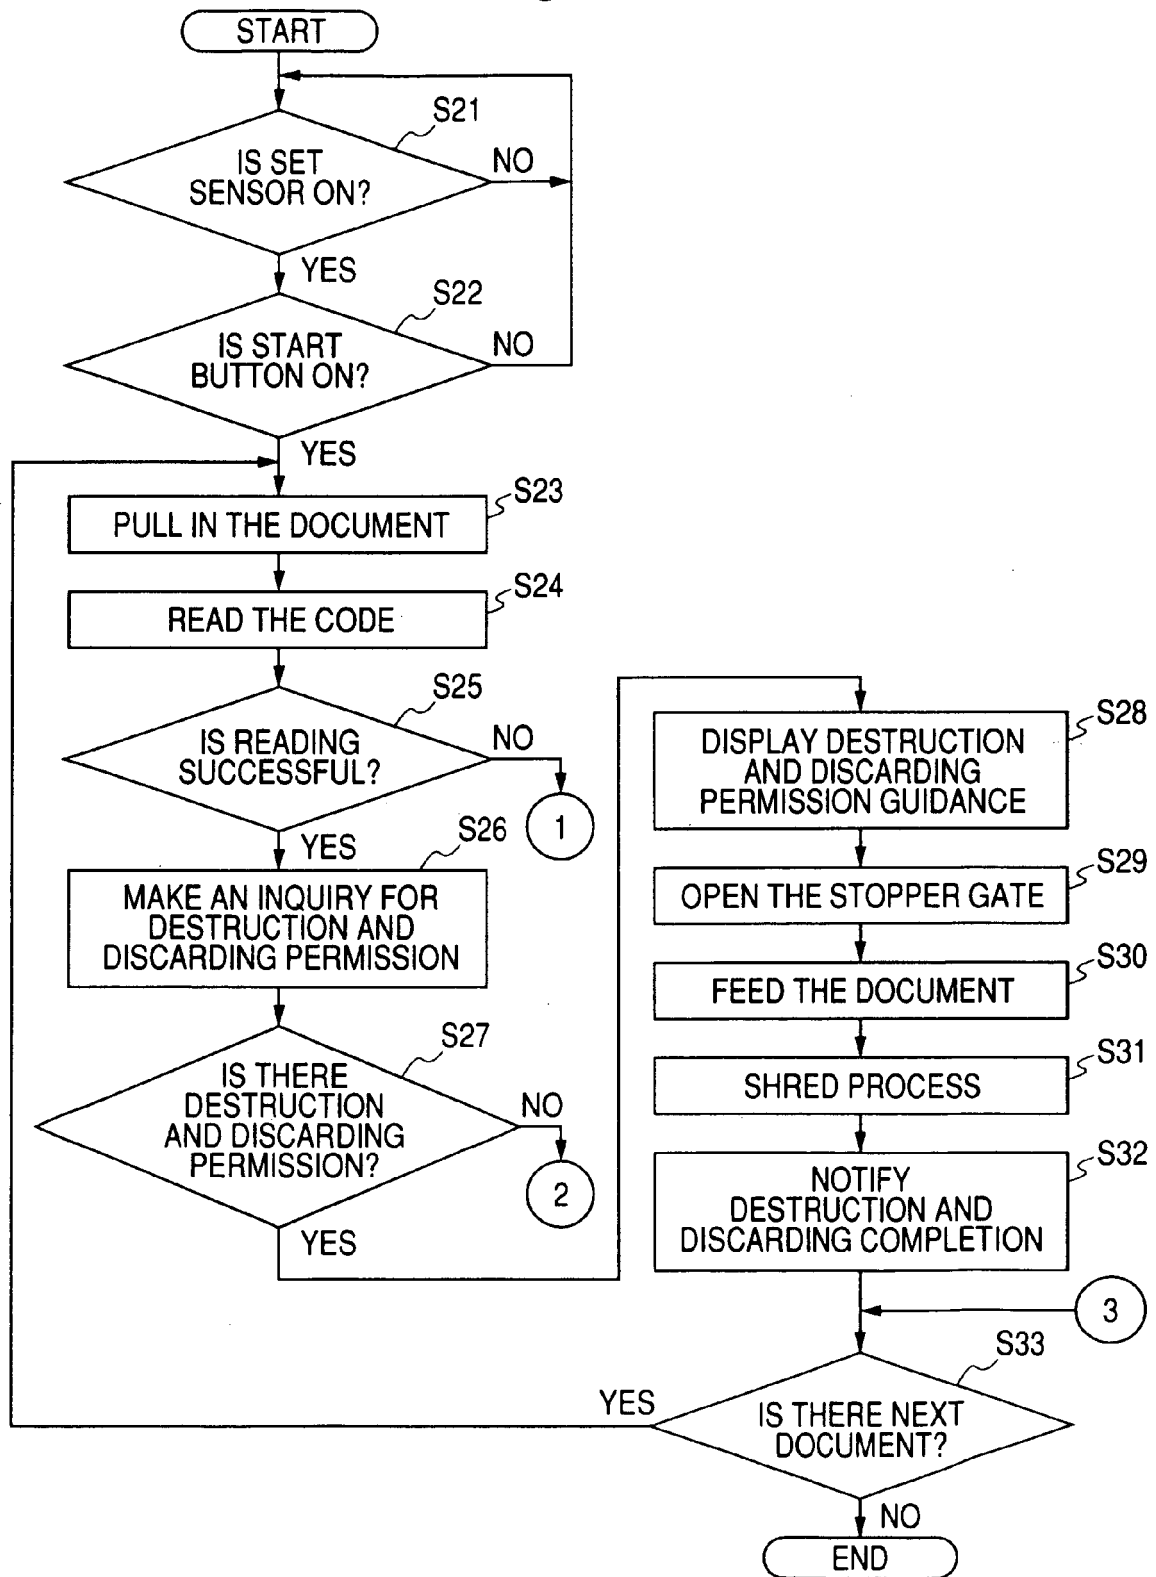 START
S21
IS SET
SENSOR ON?
NO
YES
S22
IS START
BUTTON ON?
NO
YES
S23
PULL IN THE DOCUMENT
S24
READ THE CODE
S25
IS READING
SUCCESSFUL?
NO
1
YES
S26
MAKE AN INQUIRY FOR
DESTRUCTION AND
DISCARDING PERMISSION
S27
IS THERE
DESTRUCTION
AND DISCARDING
PERMISSION?
NO
2
YES
S28
DISPLAY DESTRUCTION
AND DISCARDING
PERMISSION GUIDANCE
S29
OPEN THE STOPPER GATE
S30
FEED THE DOCUMENT
S31
SHRED PROCESS
S32
NOTIFY
DESTRUCTION AND
DISCARDING COMPLETION
3
S33
YES
IS THERE NEXT
DOCUMENT?
NO
END